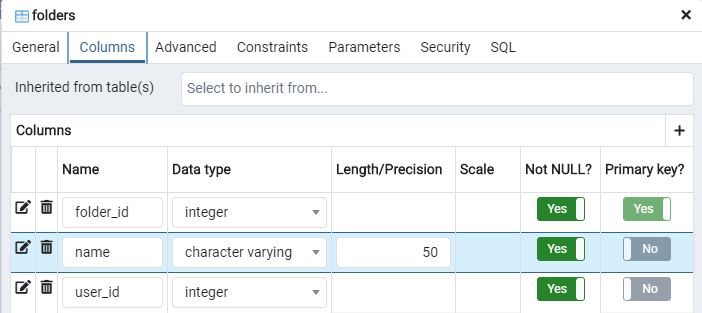 folders
General Columns Advanced Constraints Parameters Security SQL
Inherited from table(s) Select to inherit from...
Columns
Name Data type Length/Precision Scale Not NULL? Primary key?
folder_id integer Yes Yes
name character varying 50 Yes No
user_id integer Yes No